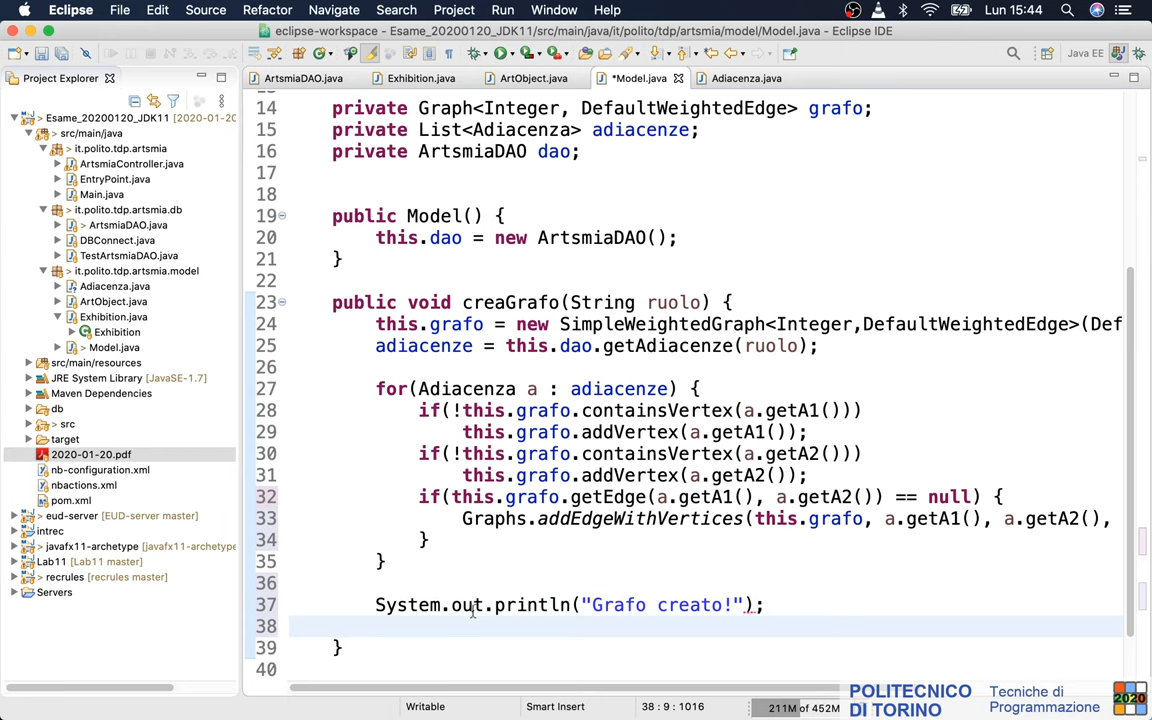 Eclipse File Edit Source Refactor Navigate Search Project Run Window Help Lun 15:44
eclipse-workspace - Esame_20200120_JDK11/src/main/java/it/polito/tdp/artsmia/model/Model.java - Eclipse IDE
Java EE
Project Explorer
ArtsmiaDAO.java Exhibition.java ArtObject.java *Model.java Adiacenza.java
Esame_20200120_JDK11 [2020-01-20
src/main/java
> it.polito.tdp.artsmia
ArtsmiaController.java
EntryPoint.java
Main.java
> it.polito.tdp.artsmia.db
> ArtsmiaDAO.java
DBConnect.java
TestArtsmiaDAO.java
> it.polito.tdp.artsmia.model
Adiacenza.java
ArtObject.java
Exhibition.java
Exhibition
> Model.java
src/main/resources
JRE System Library [JavaSE-1.7]
Maven Dependencies
db
> src
target
2020-01-20.pdf
nb-configuration.xml
nbactions.xml
pom.xml
> eud-server [EUD-server master]
intrec
> javafx11-archetype [javafx11-archetype
Lab11 [Lab11 master]
> recrules [recrules master]
Servers
14 private Graph<Integer, DefaultWeightedEdge> grafo;
15 private List<Adiacenza> adiacenze;
16 private ArtsmiaDAO dao;
17
18
19 public Model() {
20 this.dao = new ArtsmiaDAO();
21 }
22
23 public void creaGrafo(String ruolo) {
24 this.grafo = new SimpleWeightedGraph<Integer,DefaultWeightedEdge>(Def
25 adiacenze = this.dao.getAdiacenze(ruolo);
26
27 for(Adiacenza a : adiacenze) {
28 if(!this.grafo.containsVertex(a.getA1()))
29 this.grafo.addVertex(a.getA1());
30 if(!this.grafo.containsVertex(a.getA2()))
31 this.grafo.addVertex(a.getA2());
32 if(this.grafo.getEdge(a.getA1(), a.getA2()) == null) {
33 Graphs.addEdgeWithVertices(this.grafo, a.getA1(), a.getA2(),
34 }
35 }
36
37 System.out.println("Grafo creato!");
38
39 }
40
Writable Smart Insert 38 : 9 : 1016 211M of 452M
POLITECNICO
DI TORINO
Tecniche di
Programmazione
2020